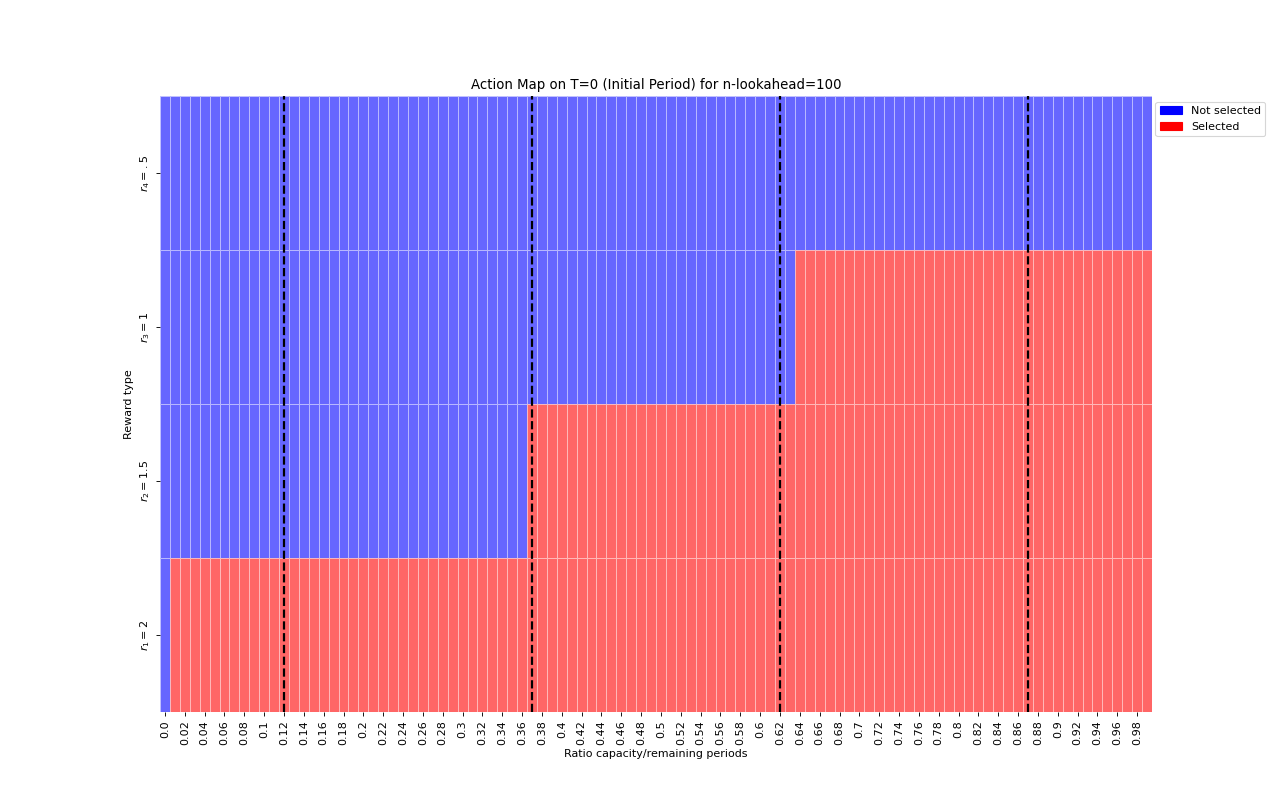 Action Map on T=0 (Initial Period) for n-lookahead=100
Not selected
Selected
Reward type
r₄ = .5
r₃ = 1
r₂ = 1.5
r₁ = 2
0.0 0.02 0.04 0.06 0.08 0.1 0.12 0.14 0.16 0.18 0.2 0.22 0.24 0.26 0.28 0.3 0.32 0.34 0.36 0.38 0.4 0.42 0.44 0.46 0.48 0.5 0.52 0.54 0.56 0.58 0.6 0.62 0.64 0.66 0.68 0.7 0.72 0.74 0.76 0.78 0.8 0.82 0.84 0.86 0.88 0.9 0.92 0.94 0.96 0.98
Ratio capacity/remaining periods